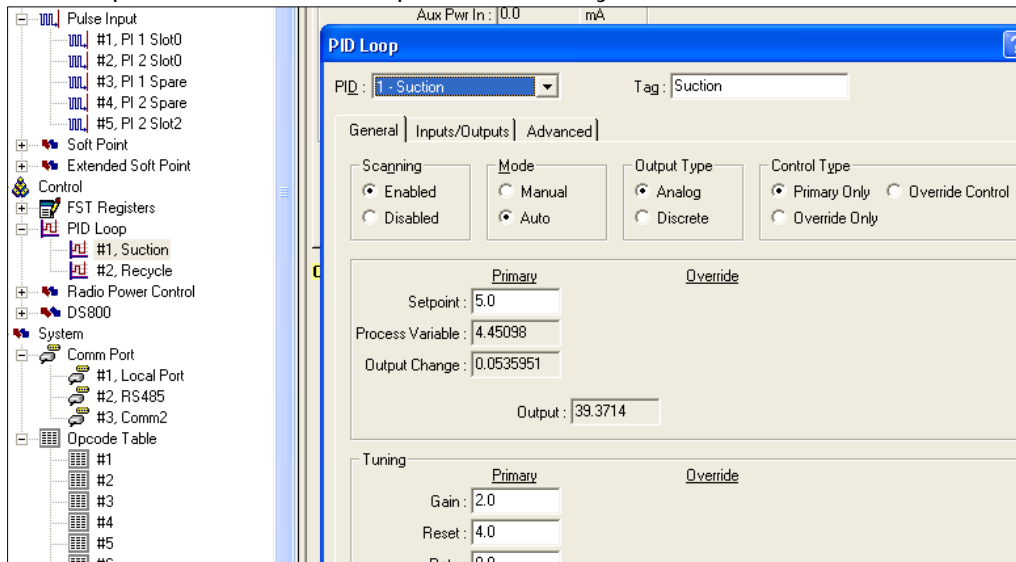 Pulse Input
#1, PI 1 Slot0
#2, PI 2 Slot0
#3, PI 1 Spare
#4, PI 2 Spare
#5, PI 2 Slot2
Soft Point
Extended Soft Point
Control
FST Registers
PID Loop
#1, Suction
#2, Recycle
Radio Power Control
DS800
System
Comm Port
#1, Local Port
#2, RS485
#3, Comm2
Opcode Table
#1
#2
#3
#4
#5
Aux Pwr In : 0.0 mA
PID Loop ?
PID : 1 - Suction Tag : Suction
General Inputs/Outputs Advanced
Scanning Mode Output Type Control Type
Enabled Manual Analog Primary Only Override Control
Disabled Auto Discrete Override Only
Primary Override
Setpoint : 5.0
Process Variable : 4.45098
Output Change : 0.0535951
Output : 39.3714
Tuning
Primary Override
Gain : 2.0
Reset : 4.0